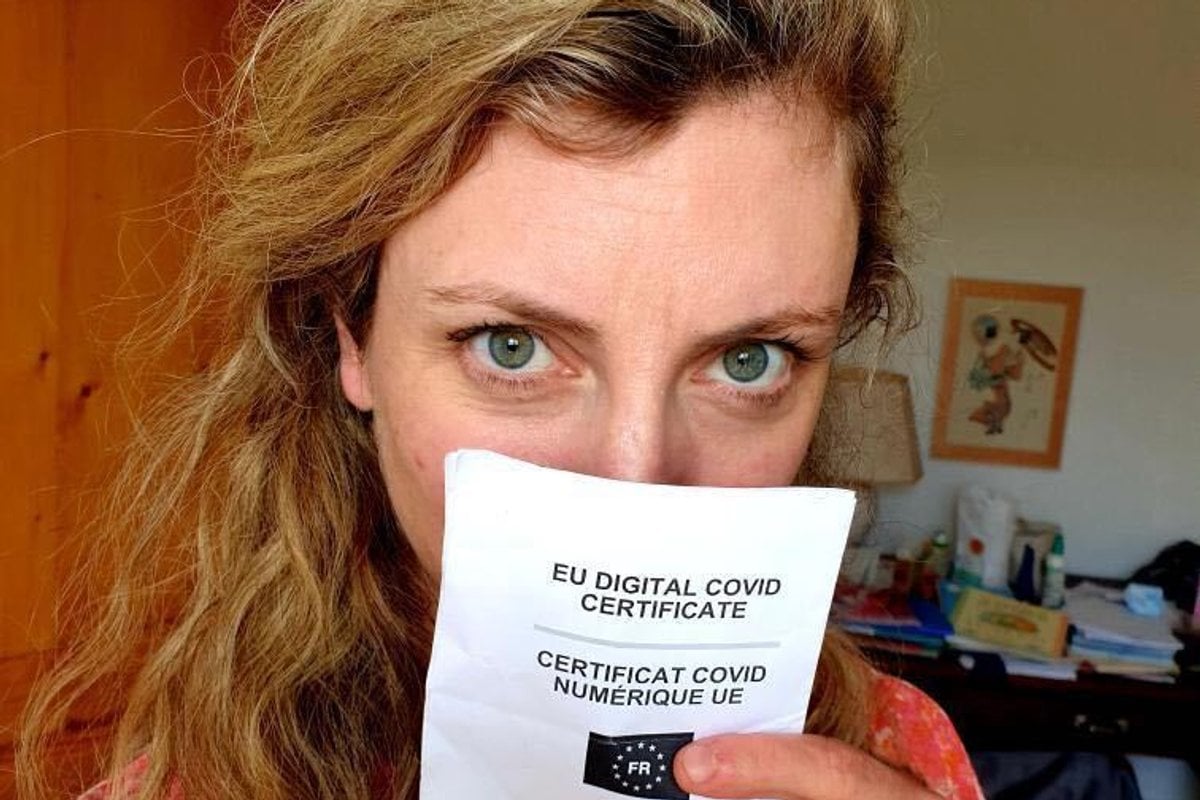 EU DIGITAL COVID
CERTIFICATE
CERTIFICAT COVID
NUMÉRIQUE UE
FR